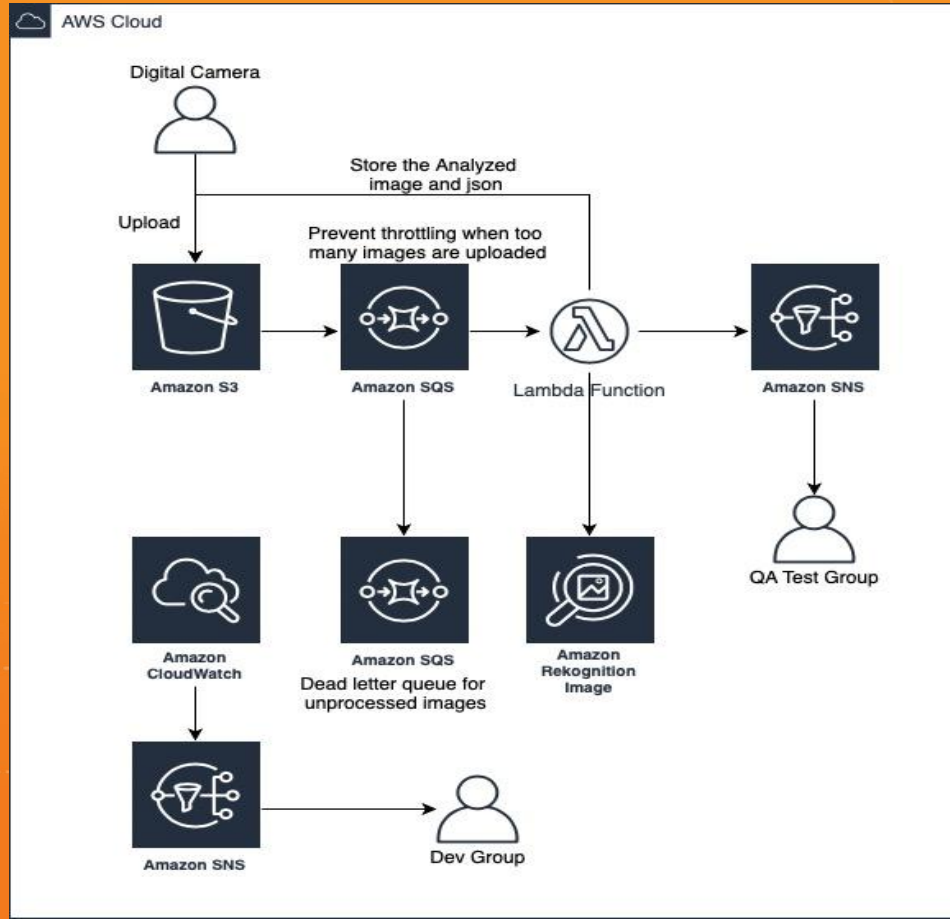 AWS Cloud
Digital Camera
Store the Analyzed
image and json
Upload
Prevent throttling when too
many images are uploaded
Amazon S3
Amazon SQS
Lambda Function
Amazon SNS
QA Test Group
Amazon
CloudWatch
Amazon SQS
Dead letter queue for
unprocessed images
Amazon
Rekognition
Image
Amazon SNS
Dev Group